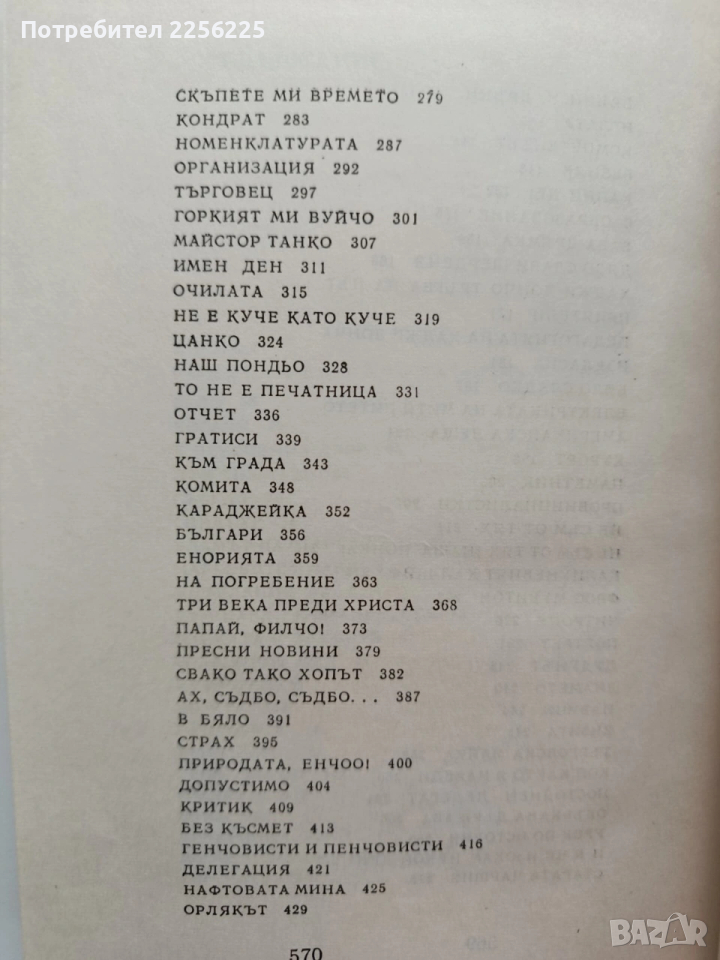 Потребител 2256225
СКЪПЕТЕ МИ ВРЕМЕТО 279
КОНДРАТ 283
НОМЕНКЛАТУРАТА 287
ОРГАНИЗАЦИЯ 292
ТЪРГОВЕЦ 297
ГОРКИЯТ МИ ВУЙЧО 301
МАЙСТОР ТАНКО 307
ИМЕН ДЕН 311
ОЧИЛАТА 315
НЕ Е КУЧЕ КАТО КУЧЕ 319
ЦАНКО 324
НАШ ПОНДЬО 328
ТО НЕ Е ПЕЧАТНИЦА 331
ОТЧЕТ 336
ГРАТИСИ 339
КЪМ ГРАДА 343
КОМИТА 348
КАРАДЖЕЙКА 352
БЪЛГАРИ 356
ЕНОРИЯТА 359
НА ПОГРЕБЕНИЕ 363
ТРИ ВЕКА ПРЕДИ ХРИСТА 368
ПАПАЙ, ФИЛЧО! 373
ПРЕСНИ НОВИНИ 379
СВАКО ТАКО ХОПЪТ 382
АХ, СЪДБО, СЪДБО... 387
В БЯЛО 391
СТРАХ 395
ПРИРОДАТА, ЕНЧОО! 400
ДОПУСТИМО 404
КРИТИК 409
БЕЗ КЪСМЕТ 413
ГЕНЧОВИСТИ И ПЕНЧОВИСТИ 416
ДЕЛЕГАЦИЯ 421
НАФТОВАТА МИНА 425
ОРЛЯКЪТ 429
570
BAZAR